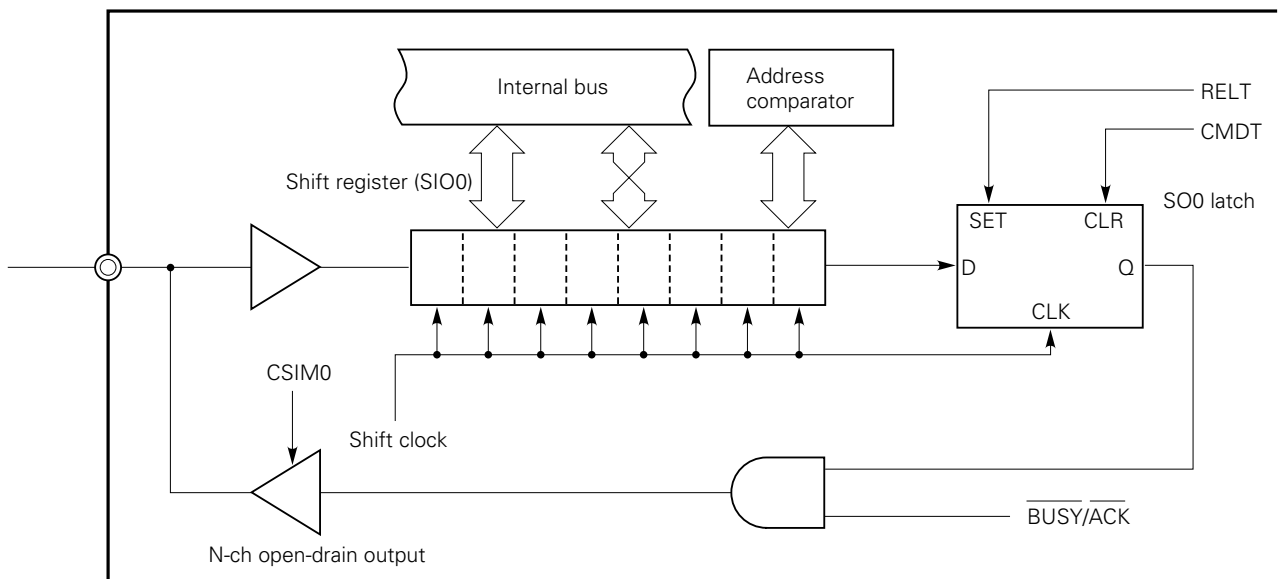 Internal bus
Address
comparator
RELT
CMDT
Shift register (SIO0)
SO0 latch
SET
CLR
D
Q
CLK
CSIM0
Shift clock
BUSY/ACK
N-ch open-drain output